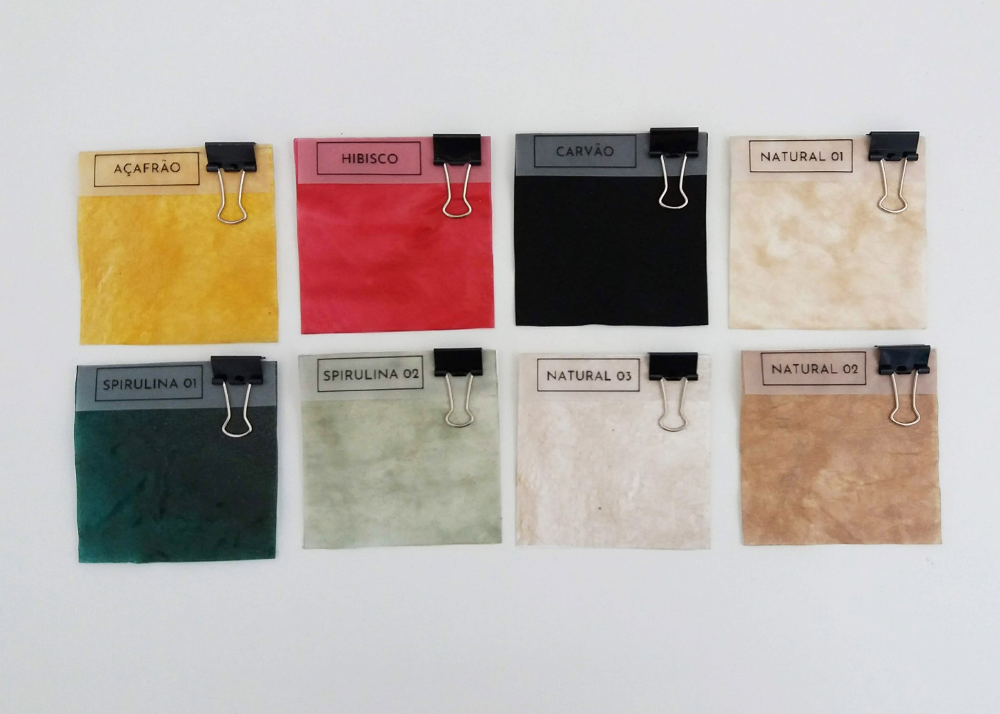 AÇAFRÃO
HIBISCO
CARVÃO
NATURAL 01
SPIRULINA 01
SPIRULINA 02
NATURAL 03
NATURAL 02